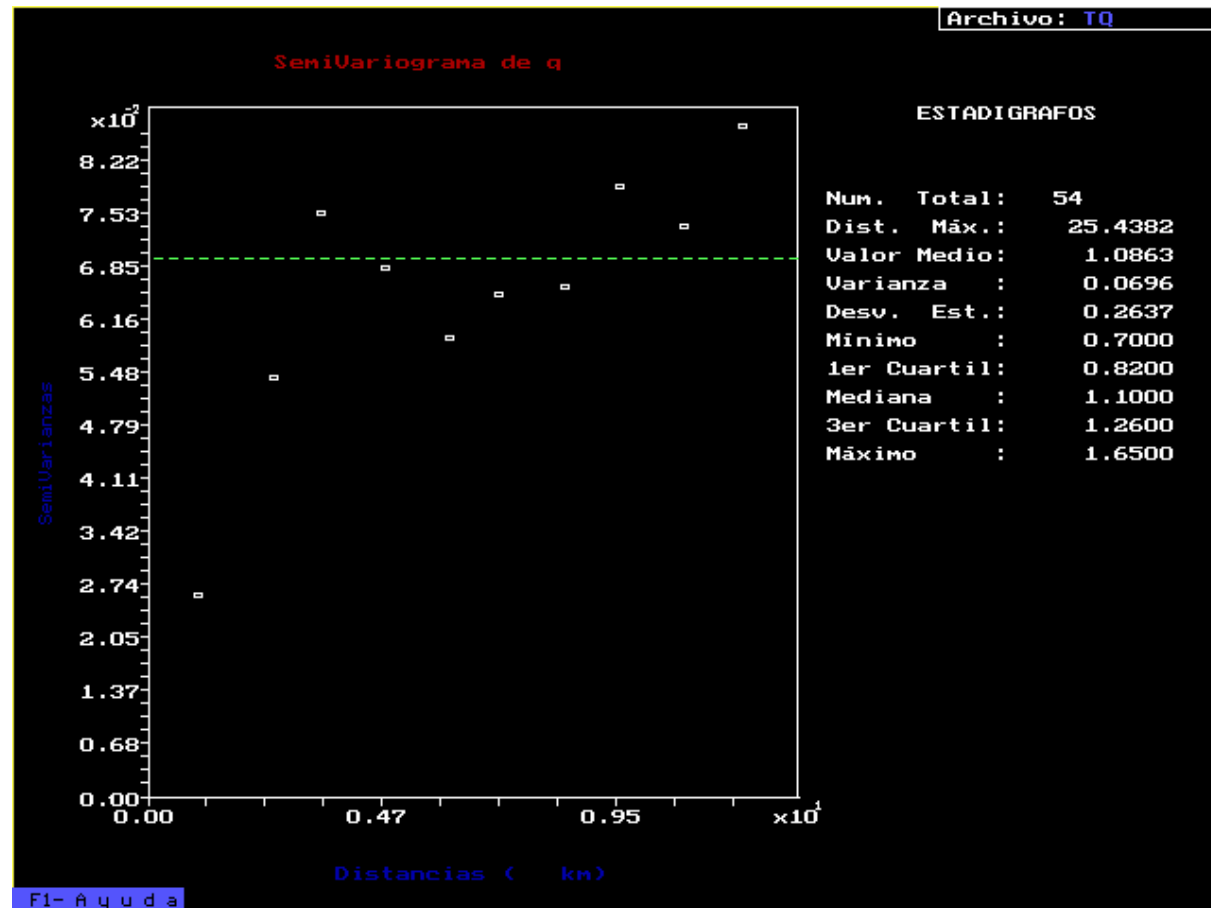 Archivo: TQ
SemiVariograma de q
x10^-2
8.22
7.53
6.85
6.16
5.48
4.79
4.11
3.42
2.74
2.05
1.37
0.68
0.00
SemiVarianzas
0.00 0.47 0.95 x10^1
Distancias ( km)
ESTADIGRAFOS
Num. Total: 54
Dist. Máx.: 25.4382
Valor Medio: 1.0863
Varianza : 0.0696
Desv. Est.: 0.2637
Mínimo : 0.7000
1er Cuartil: 0.8200
Mediana : 1.1000
3er Cuartil: 1.2600
Máximo : 1.6500
F1- A y u d a